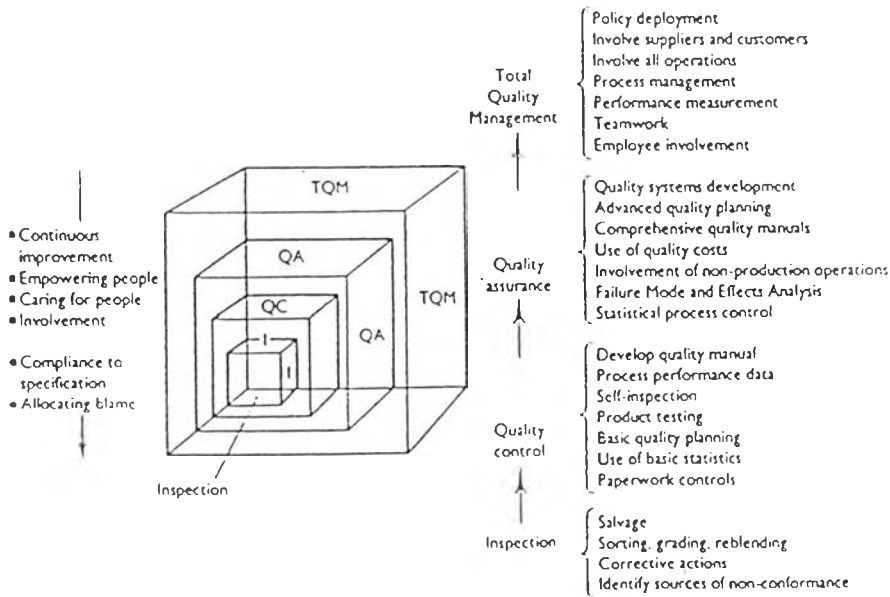 • Continuous
improvement
• Empowering people
• Caring for people
• Involvement
• Compliance to
specification
• Allocating blame
TQM
QA
TQM
QC
QA
I
I
Inspection
Total
Quality
Management
Policy deployment
Involve suppliers and customers
Involve all operations
Process management
Performance measurement
Teamwork
Employee involvement
Quality
assurance
Quality systems development
Advanced quality planning
Comprehensive quality manuals
Use of quality costs
Involvement of non-production operations
Failure Mode and Effects Analysis
Statistical process control
Quality
control
Develop quality manual
Process performance data
Self-inspection
Product testing
Basic quality planning
Use of basic statistics
Paperwork controls
Inspection
Salvage
Sorting, grading, reblending
Corrective actions
Identify sources of non-conformance